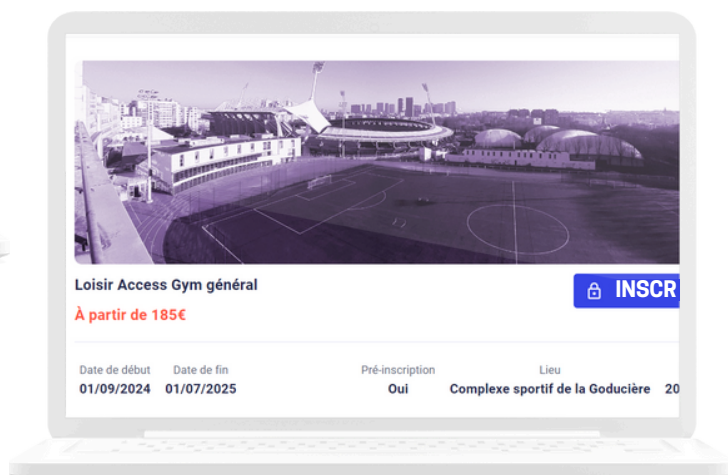 Loisir Access Gym général
INSCR
À partir de 185€
Date de début Date de fin Pré-inscription Lieu
01/09/2024 01/07/2025 Oui Complexe sportif de la Goducière 20